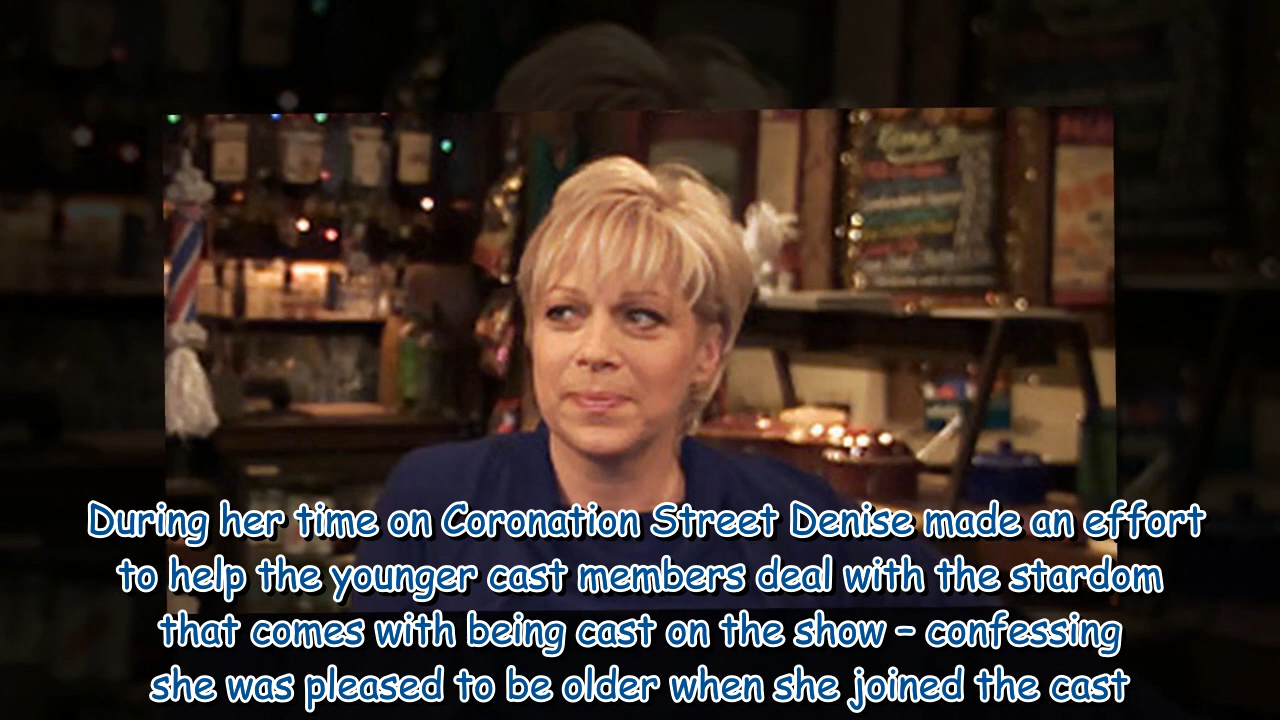 During her time on Coronation Street Denise made an effort
to help the younger cast members deal with the stardom
that comes with being cast on the show – confessing
she was pleased to be older when she joined the cast